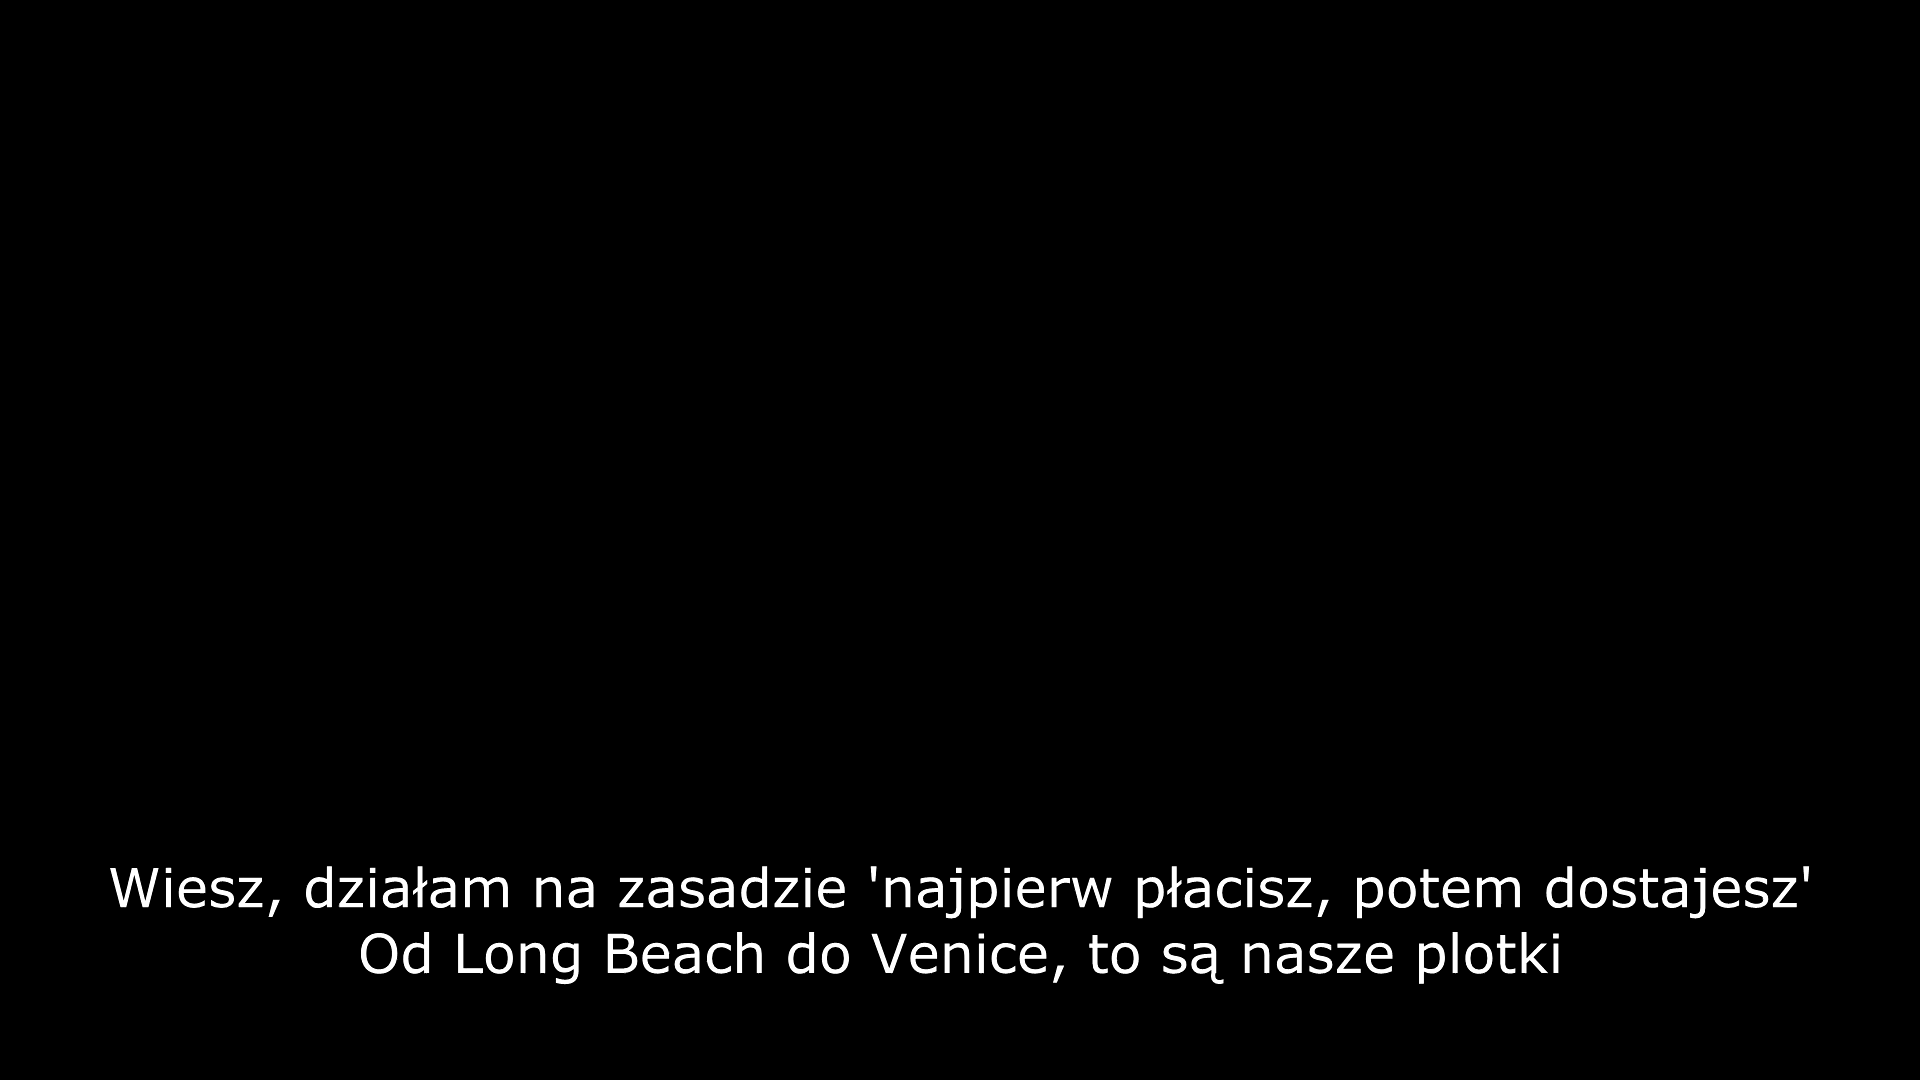 Wiesz, działam na zasadzie 'najpierw płacisz, potem dostajesz'
Od Long Beach do Venice, to są nasze plotki